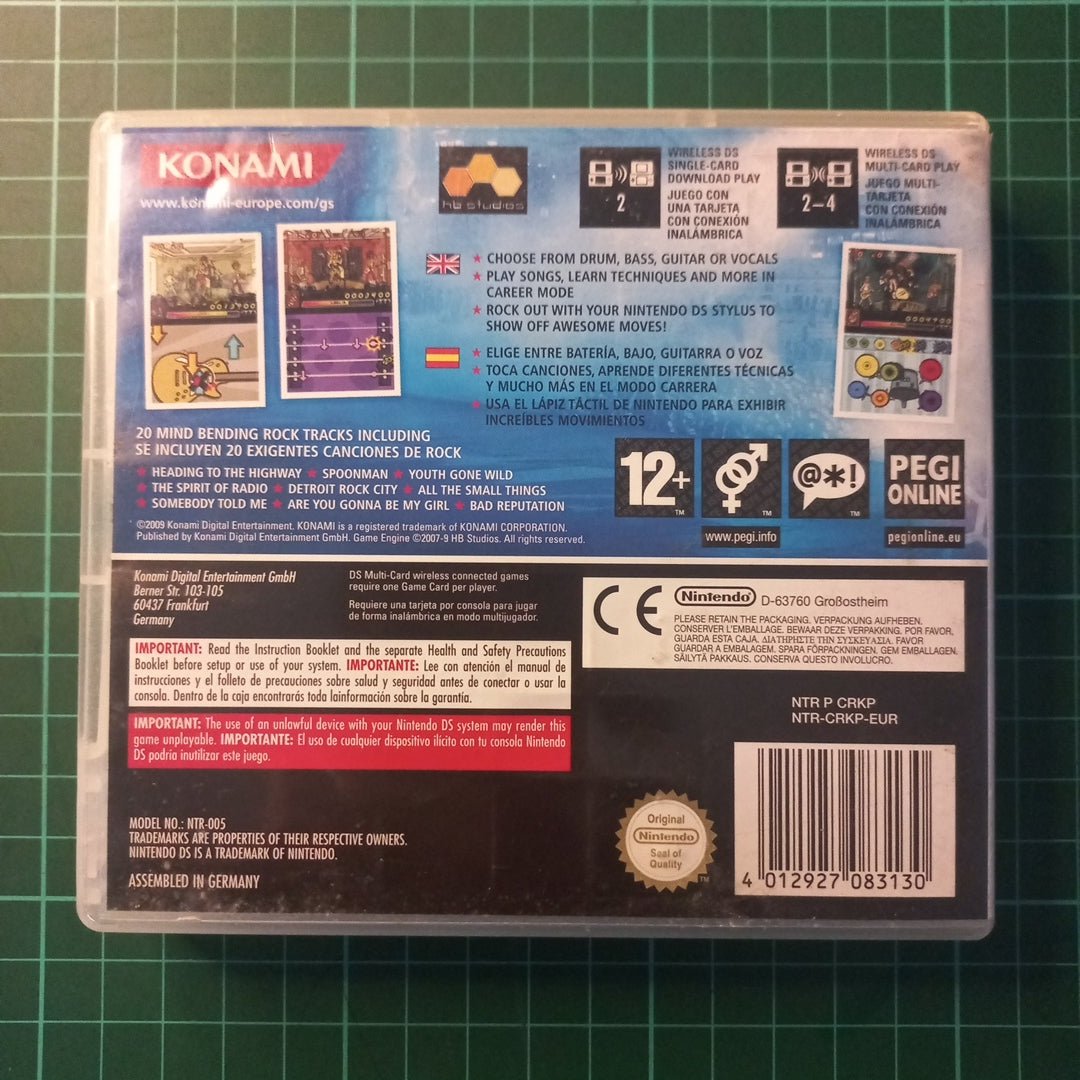 KONAMI
www.konami-europe.com/gs
hb studios
2
WIRELESS DS
SINGLE-CARD
DOWNLOAD PLAY
JUEGO CON
UNA TARJETA
CON CONEXIÓN
INALÁMBRICA
2–4
WIRELESS DS
MULTI-CARD PLAY
JUEGO MULTI-
TARJETA
CON CONEXIÓN
INALÁMBRICA
★ CHOOSE FROM DRUM, BASS, GUITAR OR VOCALS
★ PLAY SONGS, LEARN TECHNIQUES AND MORE IN
CAREER MODE
★ ROCK OUT WITH YOUR NINTENDO DS STYLUS TO
SHOW OFF AWESOME MOVES!
★ ELIGE ENTRE BATERÍA, BAJO, GUITARRA O VOZ
★ TOCA CANCIONES, APRENDE DIFERENTES TÉCNICAS
Y MUCHO MÁS EN EL MODO CARRERA
★ USA EL LÁPIZ TÁCTIL DE NINTENDO PARA EXHIBIR
INCREÍBLES MOVIMIENTOS
20 MIND BENDING ROCK TRACKS INCLUDING
SE INCLUYEN 20 EXIGENTES CANCIONES DE ROCK
★ HEADING TO THE HIGHWAY ★ SPOONMAN ★ YOUTH GONE WILD
★ THE SPIRIT OF RADIO ★ DETROIT ROCK CITY ★ ALL THE SMALL THINGS
★ SOMEBODY TOLD ME ★ ARE YOU GONNA BE MY GIRL ★ BAD REPUTATION
©2009 Konami Digital Entertainment. KONAMI is a registered trademark of KONAMI CORPORATION.
Published by Konami Digital Entertainment GmbH. Game Engine ©2007-9 HB Studios. All rights reserved.
12+
™
™
www.pegi.info
@*!
™
PEGI
ONLINE
pegionline.eu
Konami Digital Entertainment GmbH
Berner Str. 103-105
60437 Frankfurt
Germany
DS Multi-Card wireless connected games
require one Game Card per player.
Requiere una tarjeta por consola para jugar
de forma inalámbrica en modo multijugador.
CE
Nintendo® D-63760 Großostheim
PLEASE RETAIN THE PACKAGING. VERPACKUNG AUFHEBEN.
CONSERVER L'EMBALLAGE. BEWAAR DEZE VERPAKKING. POR FAVOR,
GUARDA ESTA CAJA. ΔΙΑΤΗΡΗΣΤΕ ΤΗΝ ΣΥΣΚΕΥΑΣΙΑ. FAVOR
GUARDAR A EMBALAGEM. SPARA FÖRPACKNINGEN. GEM EMBALLAGEN.
SÄILYTÄ PAKKAUS. CONSERVA QUESTO INVOLUCRO.
IMPORTANT: Read the Instruction Booklet and the separate Health and Safety Precautions
Booklet before setup or use of your system. IMPORTANTE: Lee con atención el manual de
instrucciones y el folleto de precauciones sobre salud y seguridad antes de conectar o usar la
consola. Dentro de la caja encontrarás toda lainformación sobre la garantía.
IMPORTANT: The use of an unlawful device with your Nintendo DS system may render this
game unplayable. IMPORTANTE: El uso de cualquier dispositivo ilícito con tu consola Nintendo
DS podría inutilizar este juego.
NTR P CRKP
NTR-CRKP-EUR
MODEL NO.: NTR-005
TRADEMARKS ARE PROPERTIES OF THEIR RESPECTIVE OWNERS.
NINTENDO DS IS A TRADEMARK OF NINTENDO.
ASSEMBLED IN GERMANY
Original
Nintendo
Seal of
Quality
™
4 012927 083130